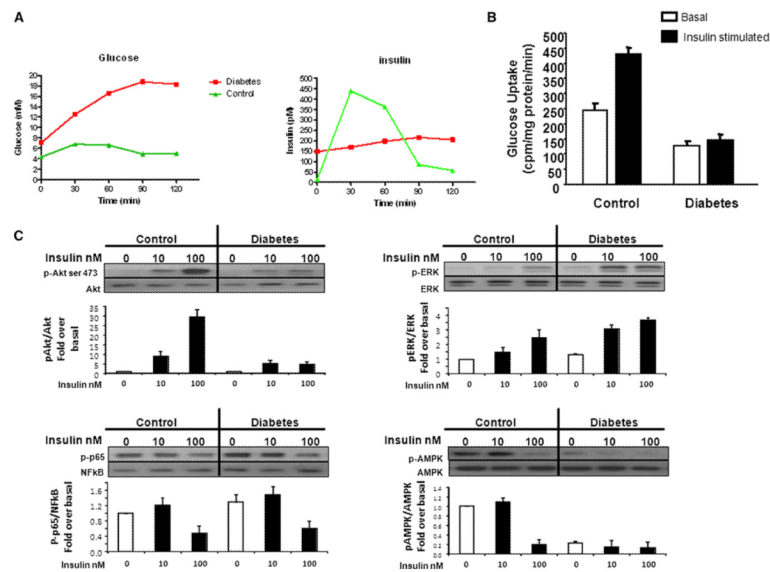 A
Glucose
Glucose (mM)
20
18
16
14
12
10
8
6
4
2
0
0 30 60 90 120
Time (min)
Diabetes
Control
insulin
Insulin (pM)
500
450
400
350
300
250
200
150
100
50
0
0 30 60 90 120
Time (min)
B
Basal
Insulin stimulated
Glucose Uptake
(cpm/mg protein/min)
500
450
400
350
300
250
200
150
100
50
0
Control Diabetes
C
Control Diabetes
Insulin nM 0 10 100 0 10 100
p-Akt ser 473
Akt
pAkt/Akt
Fold over
basal
35
30
25
20
15
10
5
0
Insulin nM 0 10 100 0 10 100
Control Diabetes
Insulin nM 0 10 100 0 10 100
p-ERK
ERK
pERK/ERK
Fold over basal
4
3
2
1
0
Insulin nM 0 10 100 0 10 100
Control Diabetes
Insulin nM 0 10 100 0 10 100
p-p65
NFkB
P-p65/NFkB
Fold over basal
1.6
1.2
0.8
0.4
0.0
Insulin nM 0 10 100 0 10 100
Control Diabetes
Insulin nM 0 10 100 0 10 100
p-AMPK
AMPK
pAMPK/AMPK
Fold over basal
1.2
1.0
0.8
0.6
0.4
0.2
0.0
Insulin nM 0 10 100 0 10 100